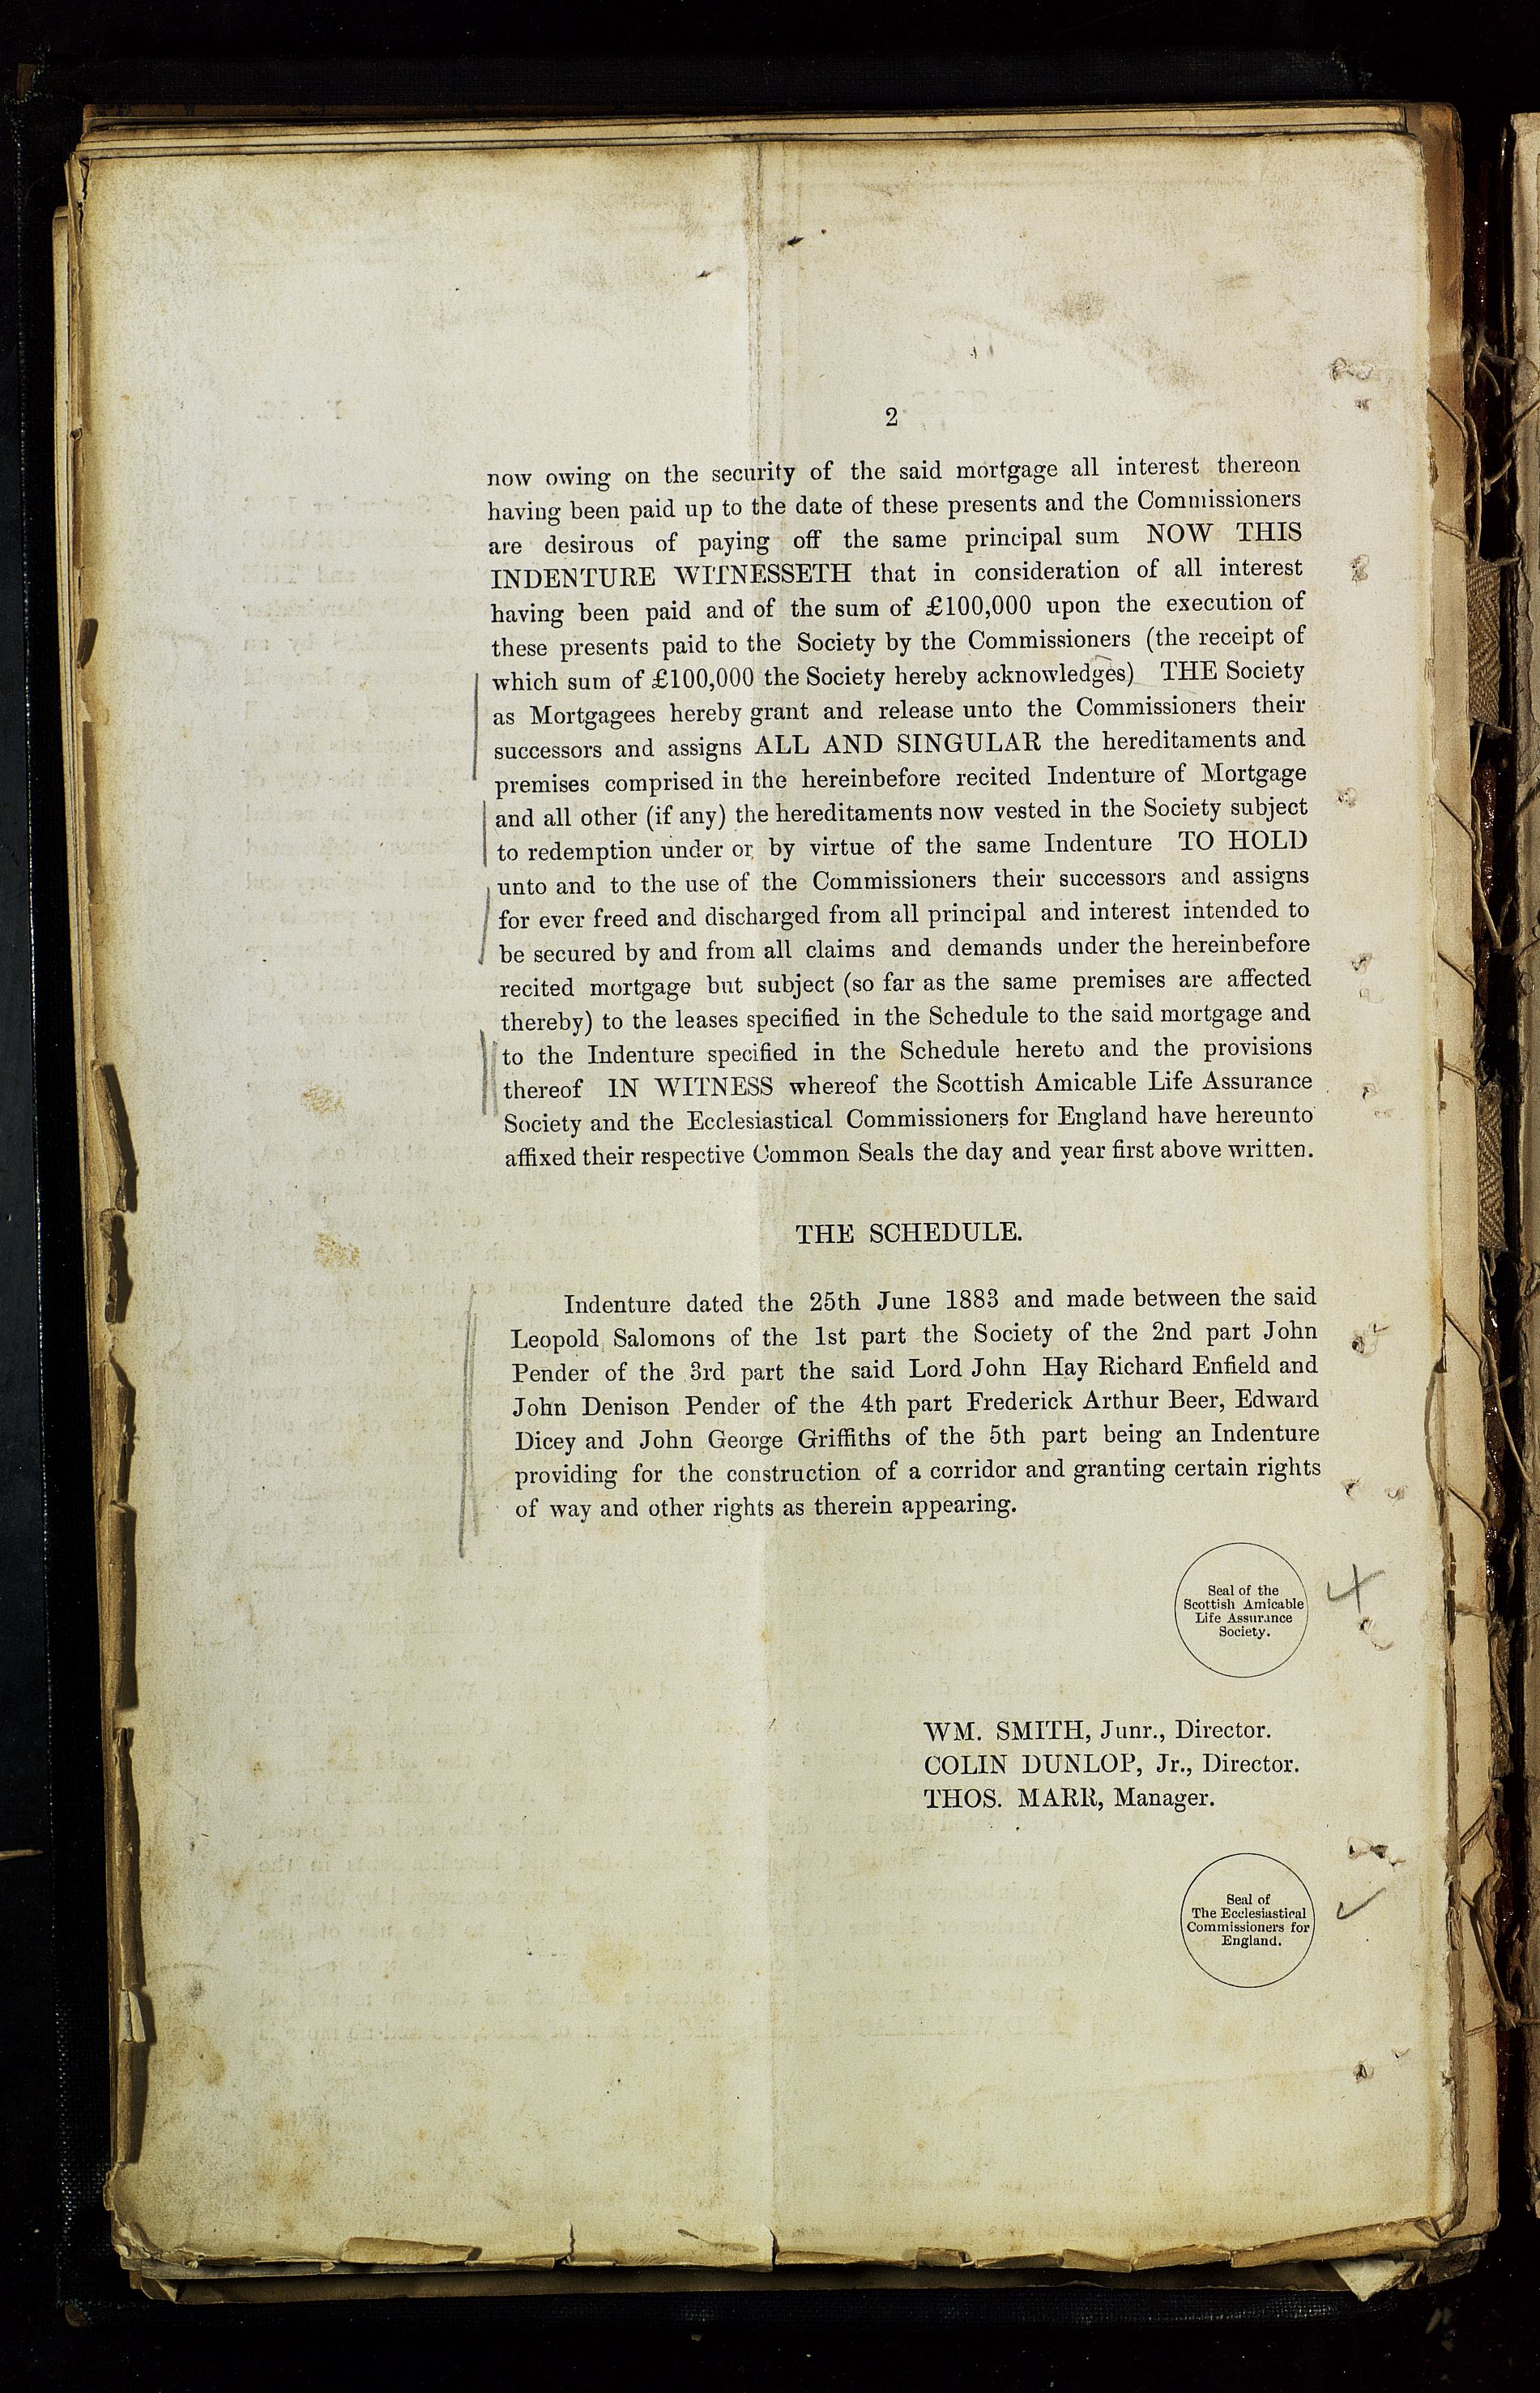 2
now owing on the security of the said mortgage all interest thereon
having been paid up to the date of these presents and the Commissioners
are desirous of paying off the same principal sum NOW THIS
INDENTURE WITNESSETH that in consideration of all interest
having been paid and of the sum of £100,000 upon the execution of
these presents paid to the Society by the Commissioners (the receipt of
which sum of £100,000 the Society hereby acknowledges) THE Society
as Mortgagees hereby grant and release unto the Commissioners their
successors and assigns ALL AND SINGULAR the hereditaments and
premises comprised in the hereinbefore recited Indenture of Mortgage
and all other (if any) the hereditaments now vested in the Society subject
to redemption under or by virtue of the same Indenture TO HOLD
unto and to the use of the Commissioners their successors and assigns
for ever freed and discharged from all principal and interest intended to
be secured by and from all claims and demands under the hereinbefore
recited mortgage but subject (so far as the same premises are affected
thereby) to the leases specified in the Schedule to the said mortgage and
to the Indenture specified in the Schedule hereto and the provisions
thereof IN WITNESS whereof the Scottish Amicable Life Assurance
Society and the Ecclesiastical Commissioners for England have hereunto
affixed their respective Common Seals the day and year first above written.
THE SCHEDULE.
Indenture dated the 25th June 1883 and made between the said
Leopold Salomons of the 1st part the Society of the 2nd part John
Pender of the 3rd part the said Lord John Hay Richard Enfield and
John Denison Pender of the 4th part Frederick Arthur Beer, Edward
Dicey and John George Griffiths of the 5th part being an Indenture
providing for the construction of a corridor and granting certain rights
of way and other rights as therein appearing.
Seal of the
Scottish Amicable
Life Assurance
Society.
WM. SMITH, Junr., Director.
COLIN DUNLOP, Jr., Director.
THOS. MARR, Manager.
Seal of
The Ecclesiastical
Commissioners for
England.